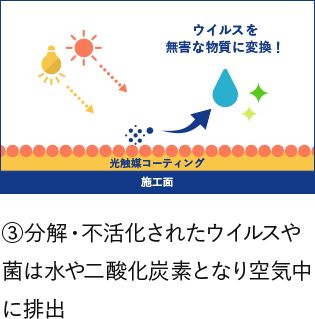 ウイルスを
無害な物質に変換！
光触媒コーティング
施工面
③分解・不活化されたウイルスや
菌は水や二酸化炭素となり空気中
に排出